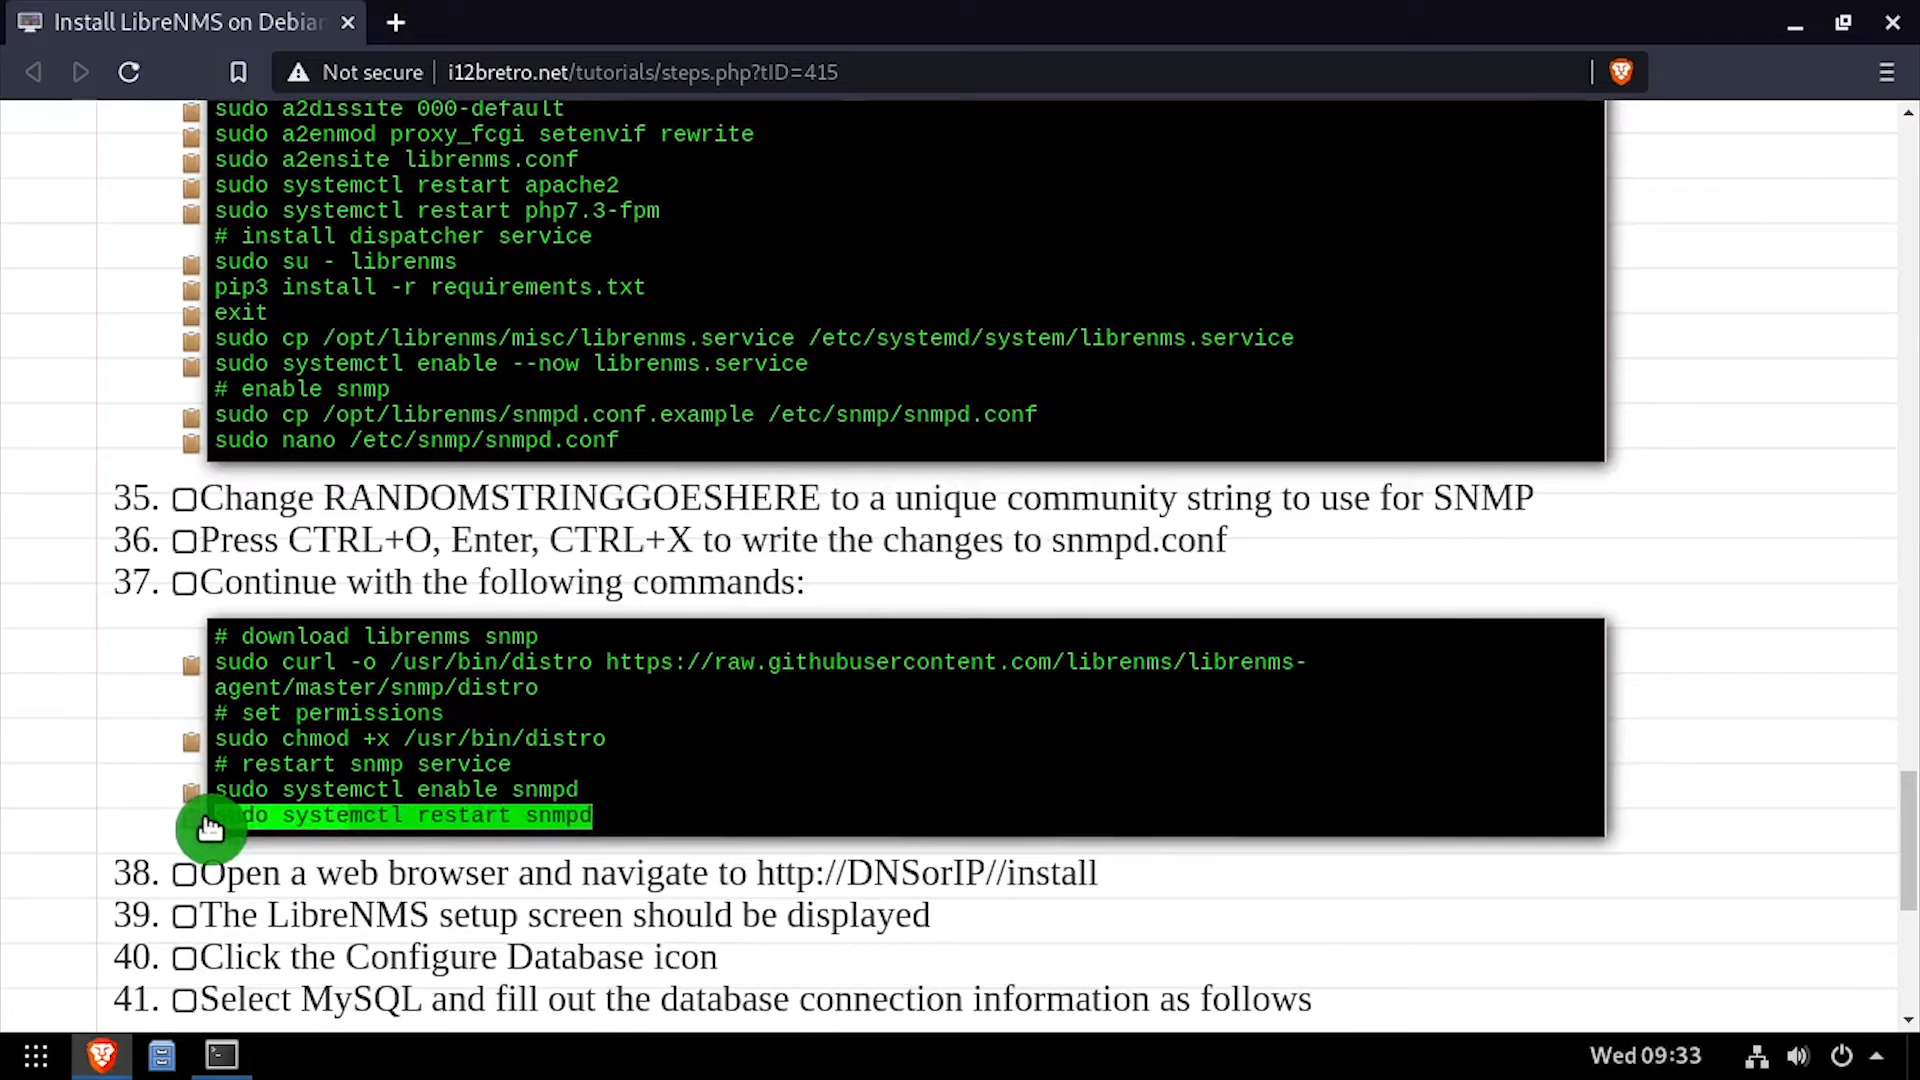 Install LibreNMS on Debian
Not secure
i12bretro.net/tutorials/steps.php?tID=415
sudo a2dissite 000-default
sudo a2enmod proxy_fcgi setenvif rewrite
sudo a2ensite librenms.conf
sudo systemctl restart apache2
sudo systemctl restart php7.3-fpm
# install dispatcher service
sudo su - librenms
pip3 install -r requirements.txt
exit
sudo cp /opt/librenms/misc/librenms.service /etc/systemd/system/librenms.service
sudo systemctl enable --now librenms.service
# enable snmp
sudo cp /opt/librenms/snmpd.conf.example /etc/snmp/snmpd.conf
sudo nano /etc/snmp/snmpd.conf
35. Change RANDOMSTRINGGOESHERE to a unique community string to use for SNMP
36. Press CTRL+O, Enter, CTRL+X to write the changes to snmpd.conf
37. Continue with the following commands:
# download librenms snmp
sudo curl -o /usr/bin/distro https://raw.githubusercontent.com/librenms/librenms-
agent/master/snmp/distro
# set permissions
sudo chmod +x /usr/bin/distro
# restart snmp service
sudo systemctl enable snmpd
sudo systemctl restart snmpd
38. Open a web browser and navigate to http://DNSorIP//install
39. The LibreNMS setup screen should be displayed
40. Click the Configure Database icon
41. Select MySQL and fill out the database connection information as follows
Wed 09:33